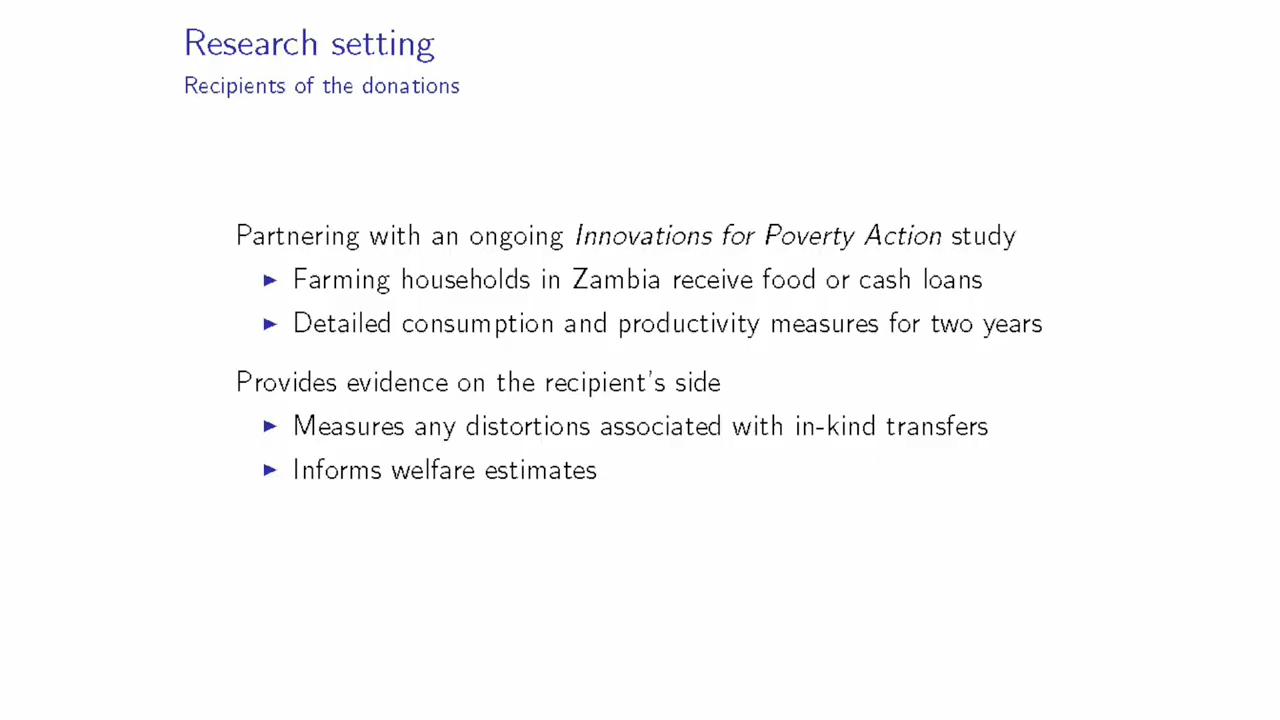 Research setting
Recipients of the donations
Partnering with an ongoing Innovations for Poverty Action study
▶ Farming households in Zambia receive food or cash loans
▶ Detailed consumption and productivity measures for two years
Provides evidence on the recipient's side
▶ Measures any distortions associated with in-kind transfers
▶ Informs welfare estimates